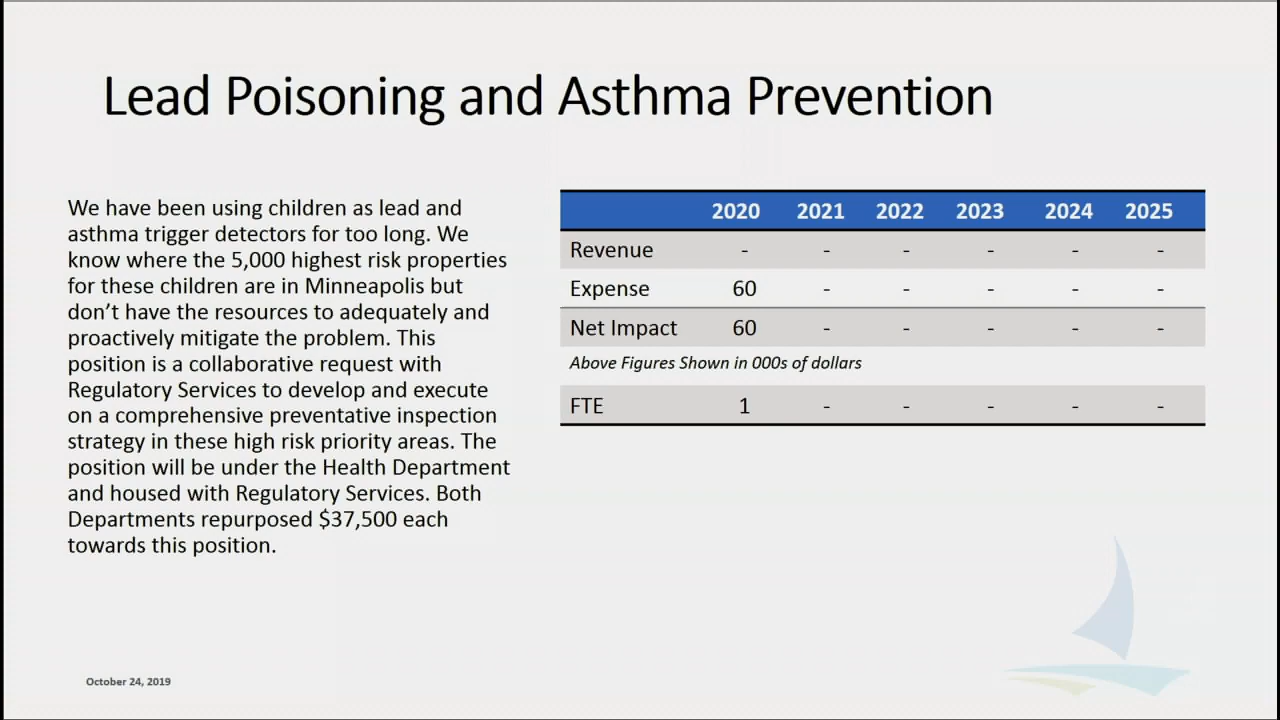 Lead Poisoning and Asthma Prevention
We have been using children as lead and
asthma trigger detectors for too long. We
know where the 5,000 highest risk properties
for these children are in Minneapolis but
don’t have the resources to adequately and
proactively mitigate the problem. This
position is a collaborative request with
Regulatory Services to develop and execute
on a comprehensive preventative inspection
strategy in these high risk priority areas. The
position will be under the Health Department
and housed with Regulatory Services. Both
Departments repurposed $37,500 each
towards this position.
2020 2021 2022 2023 2024 2025
Revenue - - - - - -
Expense 60 - - - - -
Net Impact 60 - - - - -
Above Figures Shown in 000s of dollars
FTE 1 - - - - -
October 24, 2019